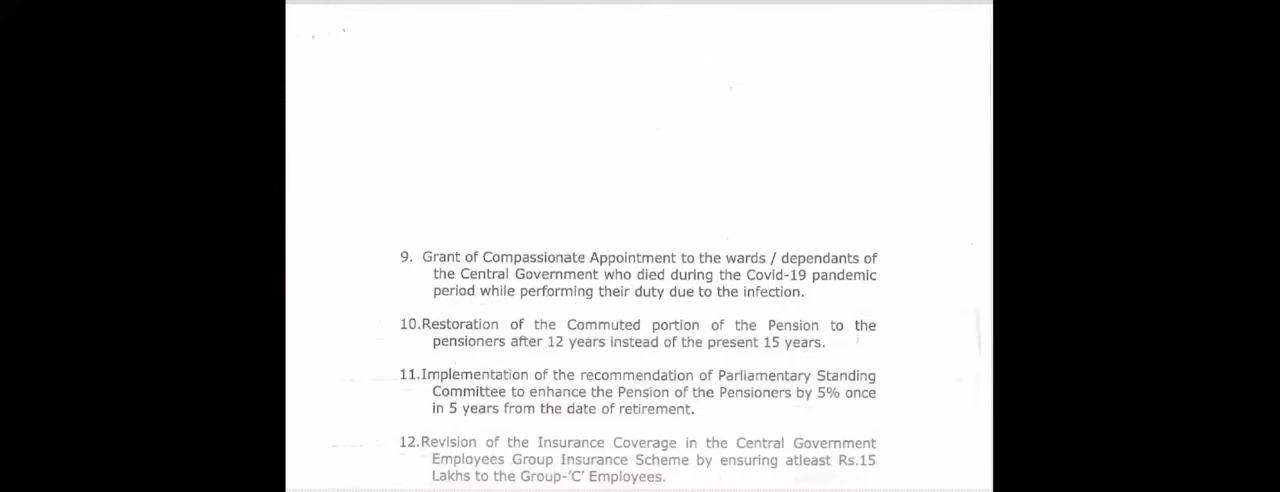 9. Grant of Compassionate Appointment to the wards / dependants of
the Central Government who died during the Covid-19 pandemic
period while performing their duty due to the infection.
10.Restoration of the Commuted portion of the Pension to the
pensioners after 12 years instead of the present 15 years.
11.Implementation of the recommendation of Parliamentary Standing
Committee to enhance the Pension of the Pensioners by 5% once
in 5 years from the date of retirement.
12.Revision of the Insurance Coverage in the Central Government
Employees Group Insurance Scheme by ensuring atleast Rs.15
Lakhs to the Group-‘C’ Employees.